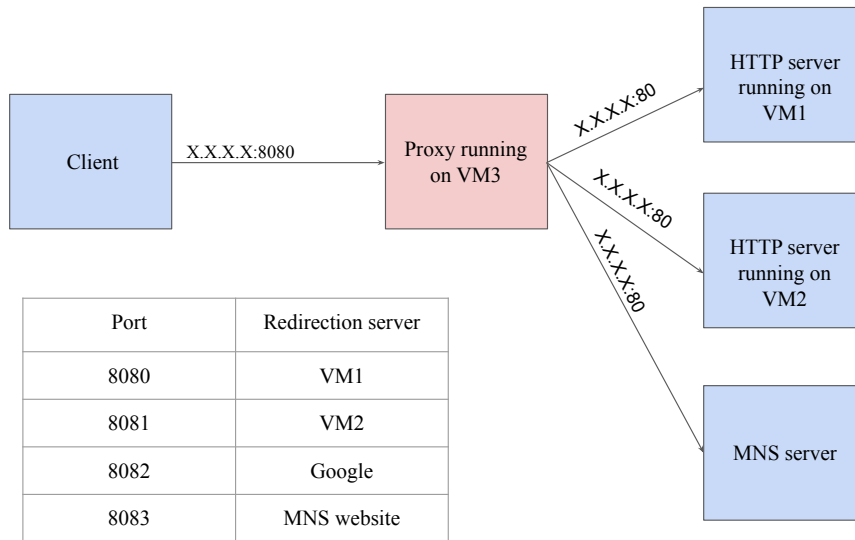 HTTP server
running on
VM1
X.X.X.X:80
Client
X.X.X.X:8080
Proxy running
on VM3
X.X.X.X:80
HTTP server
running on
VM2
X.X.X.X:80
Port Redirection server
8080 VM1
8081 VM2
8082 Google
8083 MNS website
MNS server